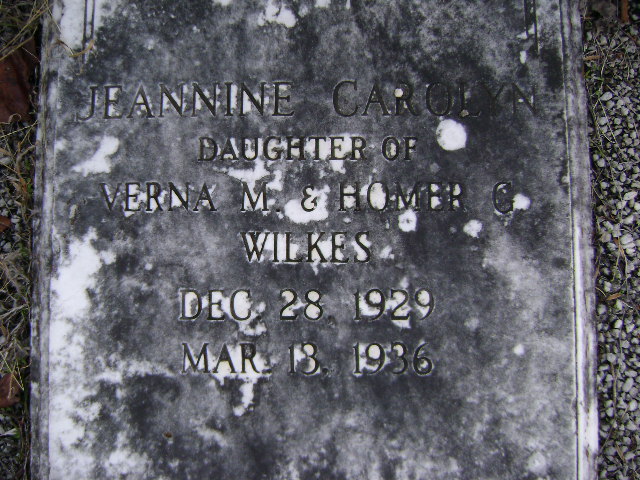 JEANNINE CAROLYN
DAUGHTER OF
VERNA M. & HOMER G.
WILKES
DEC. 28. 1929
MAR. 13. 1936